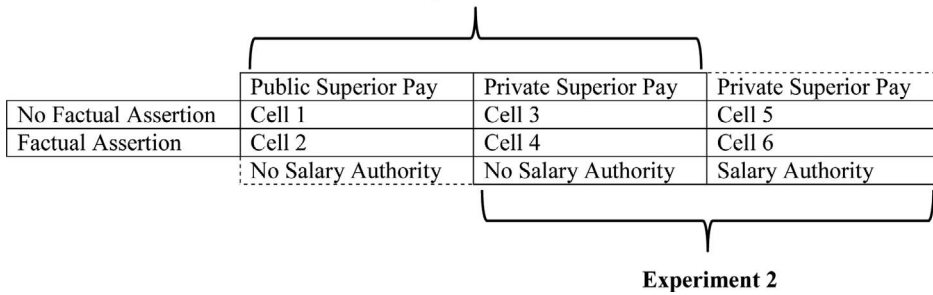 Public Superior Pay Private Superior Pay Private Superior Pay
No Factual Assertion Cell 1 Cell 3 Cell 5
Factual Assertion Cell 2 Cell 4 Cell 6
No Salary Authority No Salary Authority Salary Authority
Experiment 2